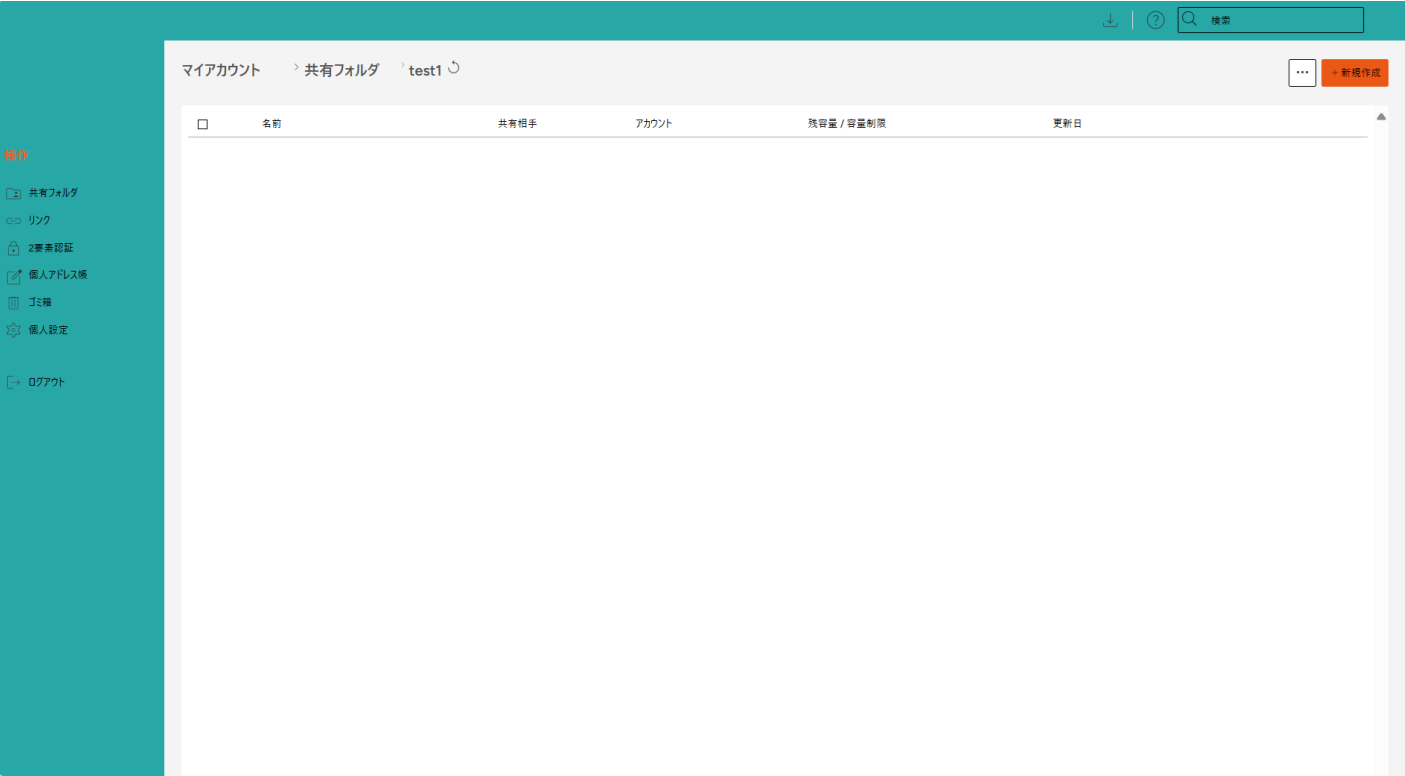 検索
マイアカウント > 共有フォルダ > test1
... + 新規作成
名前 共有相手 アカウント 残容量 / 容量制限 更新日
操作
共有フォルダ
リンク
2要素認証
個人アドレス帳
ゴミ箱
個人設定
ログアウト